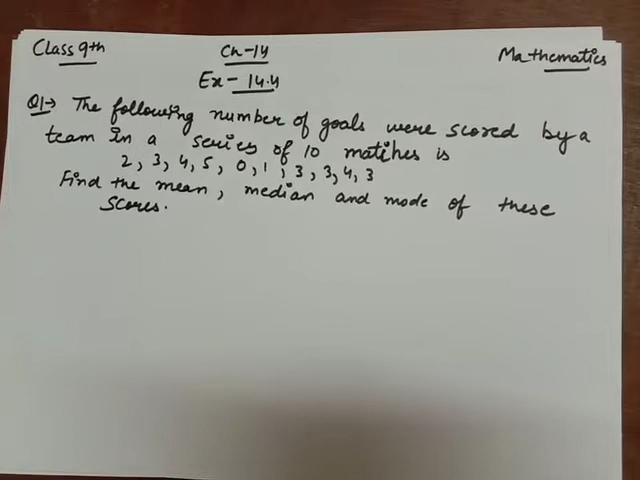 Class 9th Ch-14 Mathematics
Ex-14.4
Q1→ The following number of goals were scored by a
team in a series of 10 matches is
2, 3, 4, 5, 0, 1, 3, 3, 4, 3
Find the mean, median and mode of these
scores.